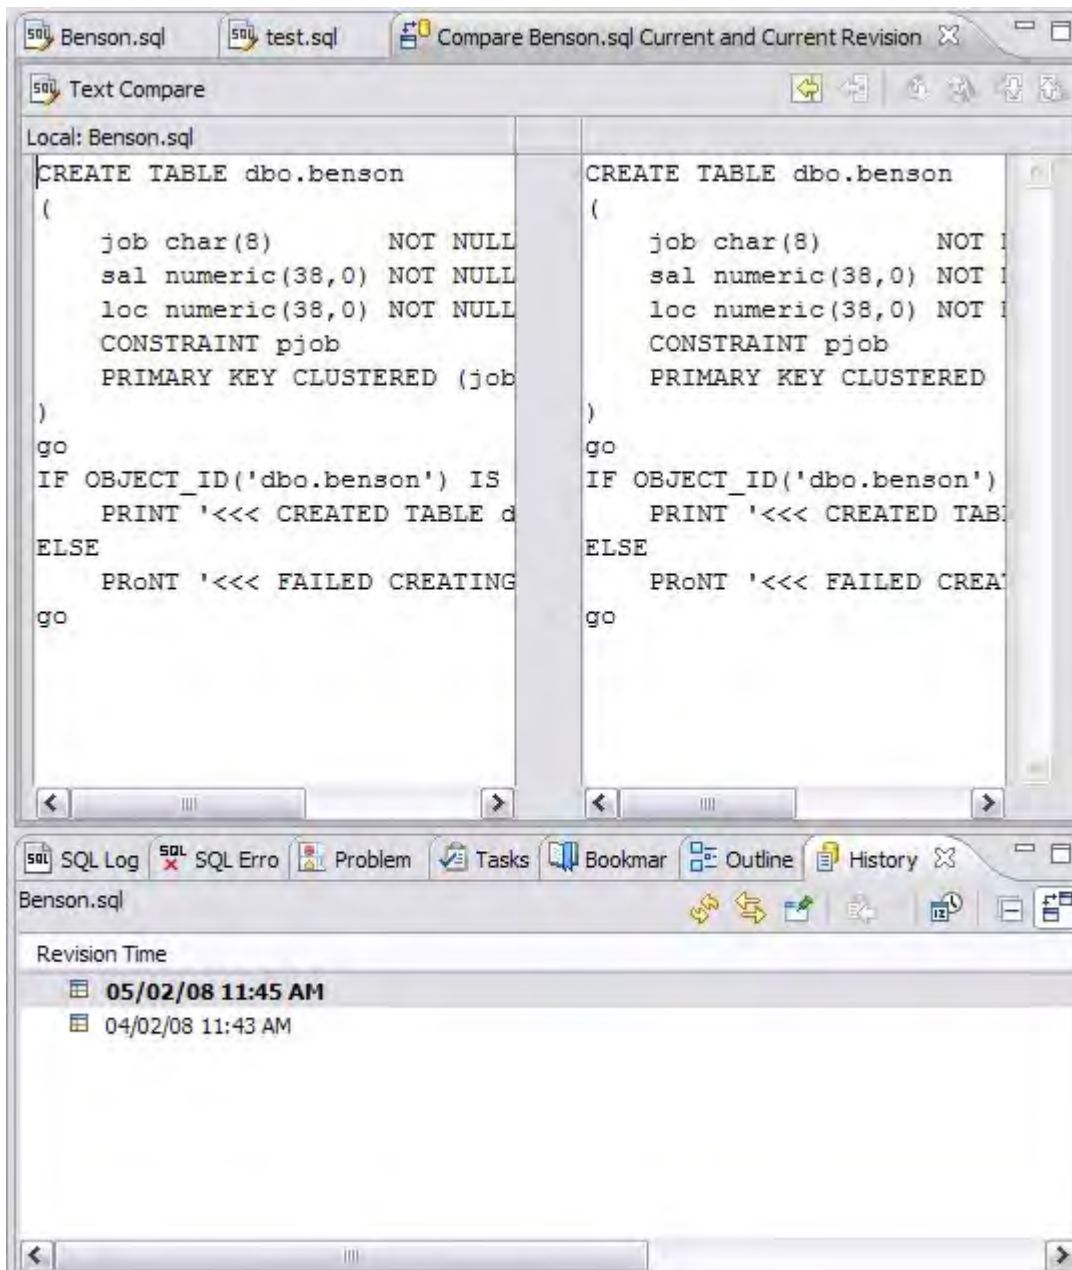 Benson.sql test.sql Compare Benson.sql Current and Current Revision
Text Compare
Local: Benson.sql
CREATE TABLE dbo.benson
(
job char(8) NOT NULL
sal numeric(38,0) NOT NULL
loc numeric(38,0) NOT NULL
CONSTRAINT pjob
PRIMARY KEY CLUSTERED (job
)
go
IF OBJECT_ID('dbo.benson') IS
PRINT '<<< CREATED TABLE d
ELSE
PRoNT '<<< FAILED CREATING
go
CREATE TABLE dbo.benson
(
job char(8) NOT
sal numeric(38,0) NOT
loc numeric(38,0) NOT
CONSTRAINT pjob
PRIMARY KEY CLUSTERED
)
go
IF OBJECT_ID('dbo.benson')
PRINT '<<< CREATED TAB
ELSE
PRoNT '<<< FAILED CREA
go
SQL Log SQL Erro Problem Tasks Bookmar Outline History
Benson.sql
Revision Time
05/02/08 11:45 AM
04/02/08 11:43 AM